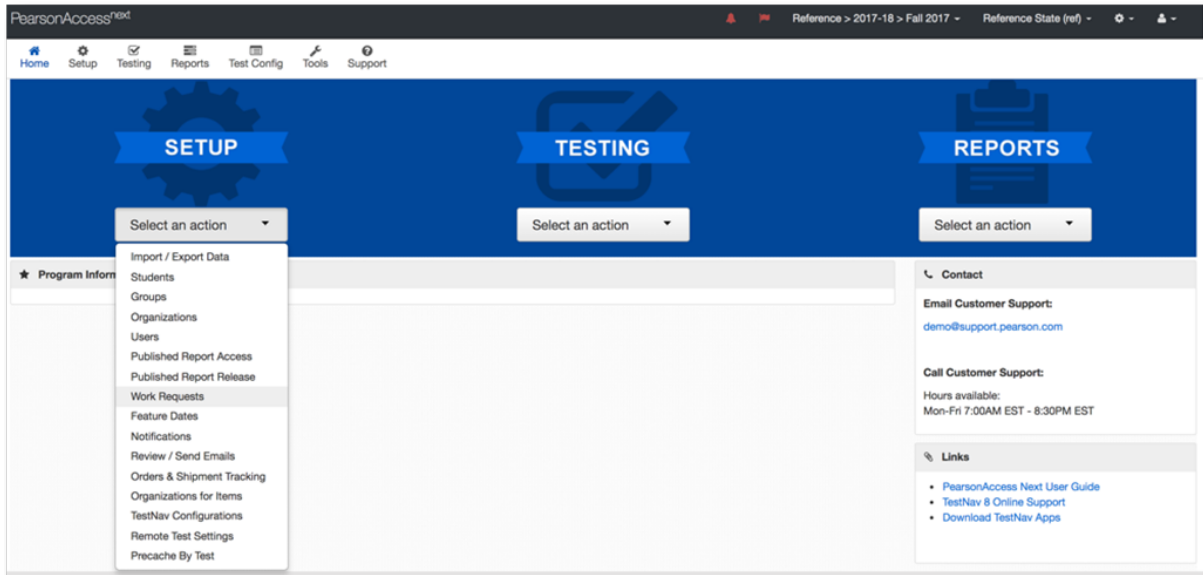 PearsonAccessnext
Reference > 2017-18 > Fall 2017
Reference State (ref)
Home
Setup
Testing
Reports
Test Config
Tools
Support
SETUP
TESTING
REPORTS
Select an action
Select an action
Select an action
Import / Export Data
Students
Groups
Organizations
Users
Published Report Access
Published Report Release
Work Requests
Feature Dates
Notifications
Review / Send Emails
Orders & Shipment Tracking
Organizations for Items
TestNav Configurations
Remote Test Settings
Precache By Test
Program Inform
Contact
Email Customer Support:
demo@support.pearson.com
Call Customer Support:
Hours available:
Mon-Fri 7:00AM EST - 8:30PM EST
Links
PearsonAccess Next User Guide
TestNav 8 Online Support
Download TestNav Apps